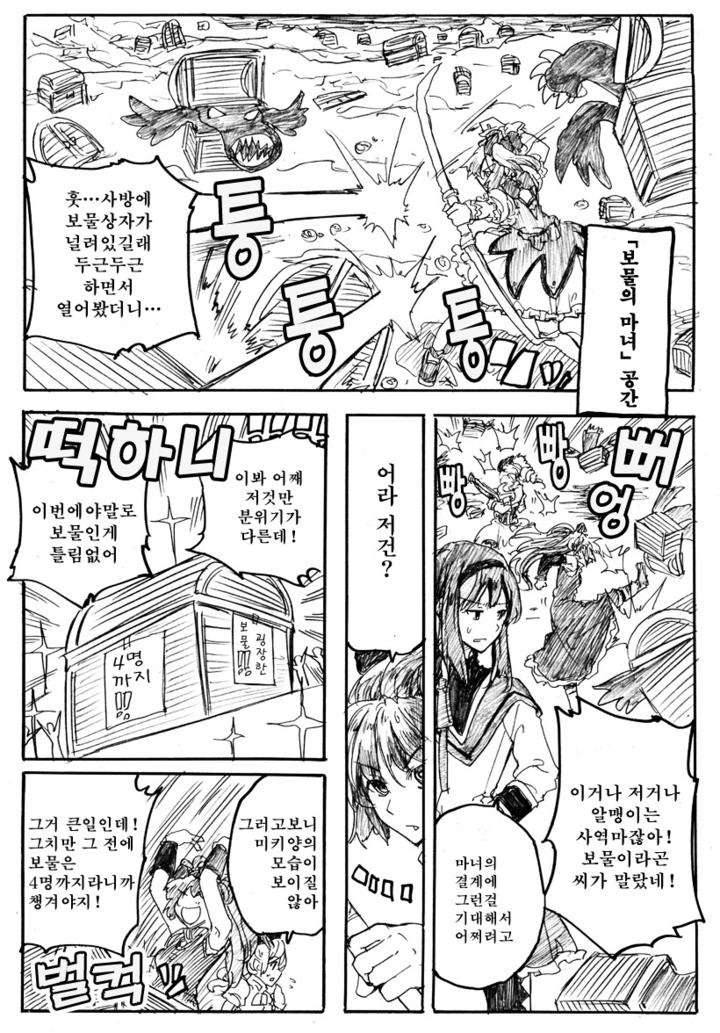 「보물의 마녀」 공간
훗…사방에
보물상자가
널려있길래
두근두근
하면서
열어봤더니…
퉁
퉁
퉁
뻐
엉
빵
빵
이거나 저거나
알맹이는
사역마잖아!
보물이라곤
씨가 말랐네!
마녀의
결계에
그런걸
기대해서
어쩌려고
어라 저건?
떡하니
이봐 어째
저것만
분위기가
다른데!
이번에야말로
보물인게
틀림없어
굉장한
보물!!
4명
까지
!!
그러고보니
미키양의
모습이
보이질
않아
그거 큰일인데!
그치만 그 전에
보물은
4명까지라니까
챙겨야지!
벌컥